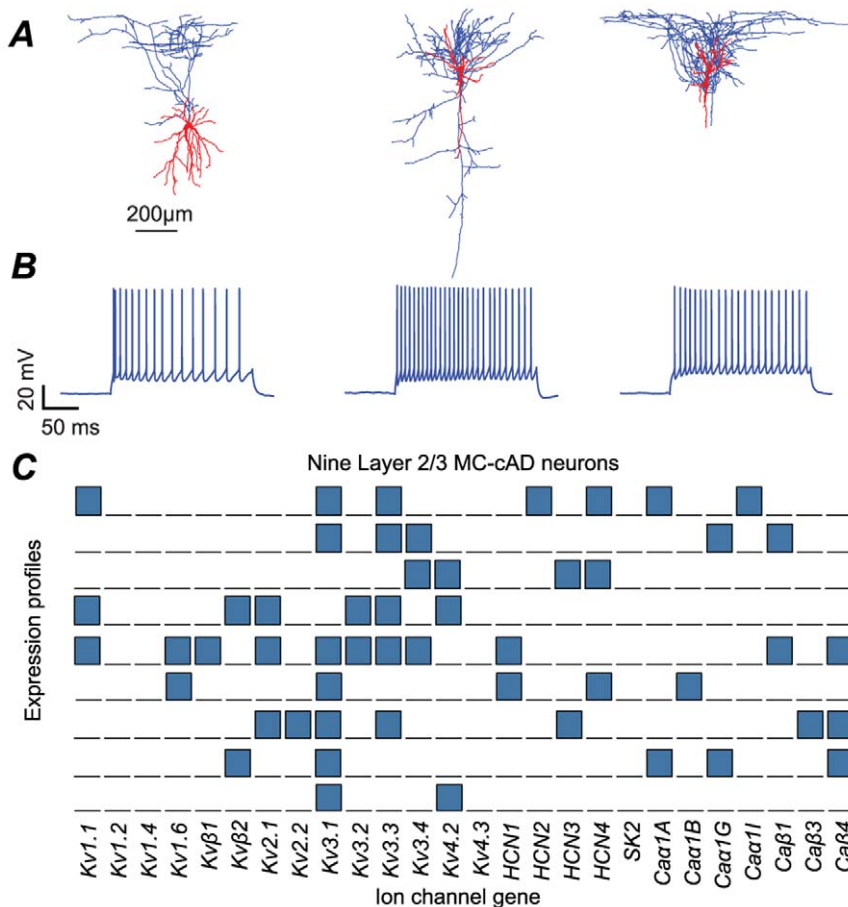 A
200µm
B
20 mV
50 ms
C
Nine Layer 2/3 MC-cAD neurons
Expression profiles
Kv1.1
Kv1.2
Kv1.4
Kv1.6
Kvβ1
Kvβ2
Kv2.1
Kv2.2
Kv3.1
Kv3.2
Kv3.3
Kv3.4
Kv4.2
Kv4.3
HCN1
HCN2
HCN3
HCN4
SK2
Caα1A
Caα1B
Caα1G
Caα1I
Caβ1
Caβ3
Caβ4
Ion channel gene